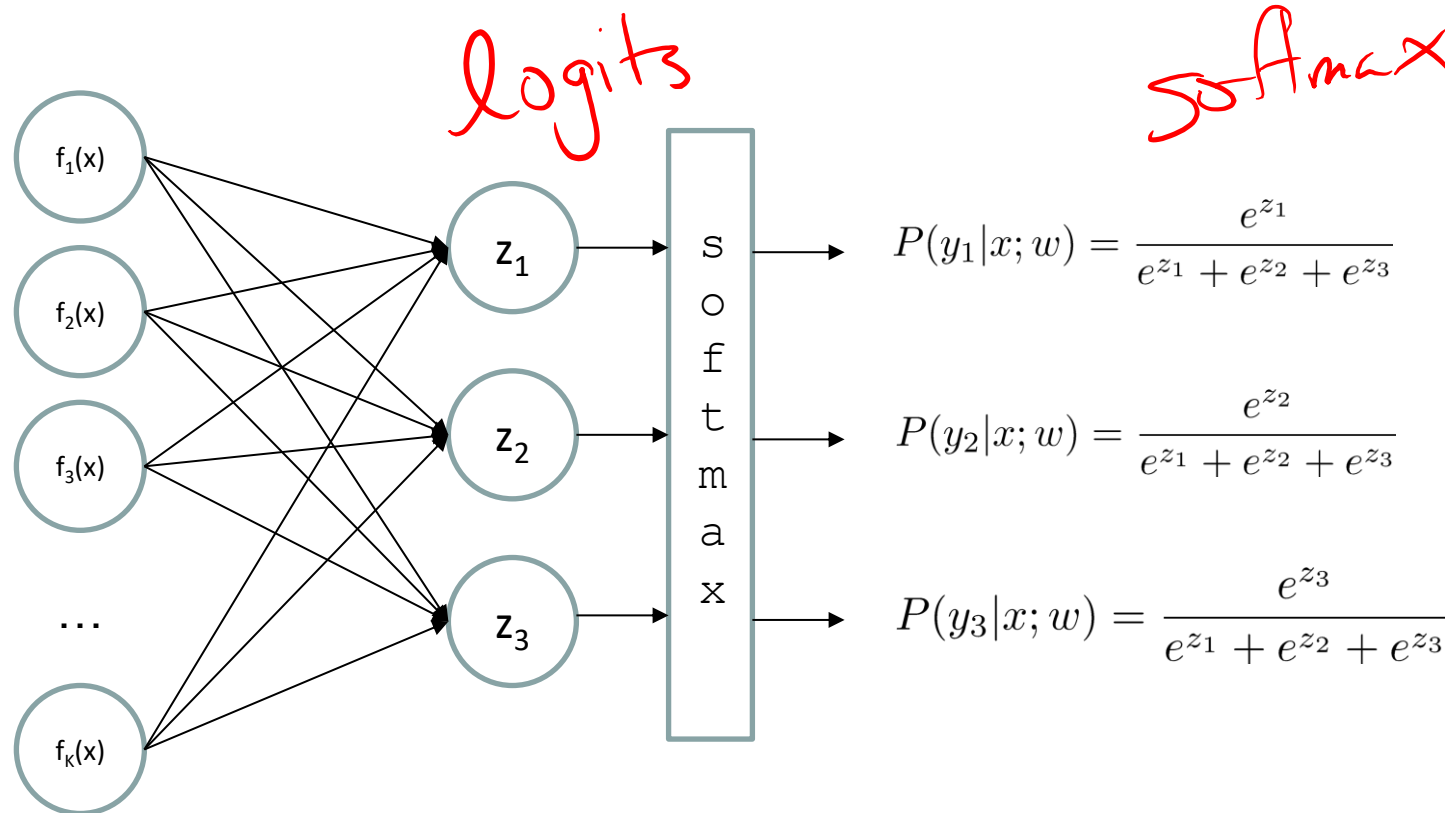 logits
softmax
f₁(x)
f₂(x)
f₃(x)
...
fₖ(x)
z₁
z₂
z₃
s
o
f
t
m
a
x
P(y₁|x; w) = e^{z₁} / (e^{z₁} + e^{z₂} + e^{z₃})
P(y₂|x; w) = e^{z₂} / (e^{z₁} + e^{z₂} + e^{z₃})
P(y₃|x; w) = e^{z₃} / (e^{z₁} + e^{z₂} + e^{z₃})